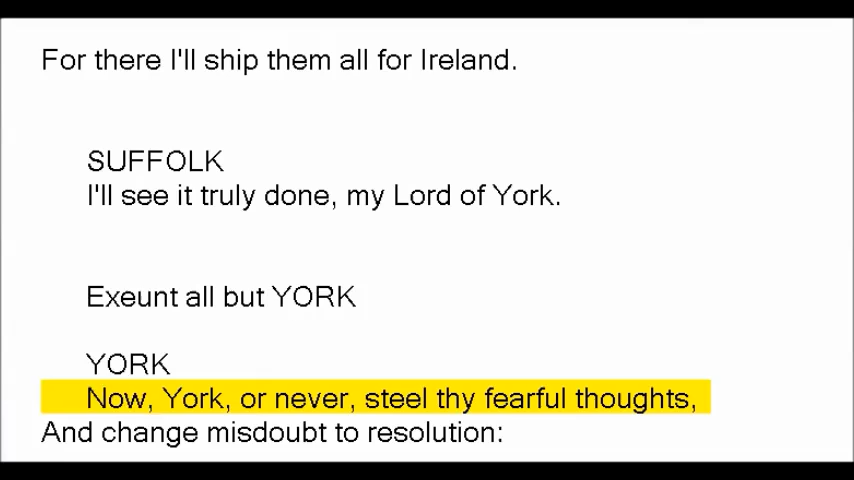 For there I'll ship them all for Ireland.
SUFFOLK
I'll see it truly done, my Lord of York.
Exeunt all but YORK
YORK
Now, York, or never, steel thy fearful thoughts,
And change misdoubt to resolution: